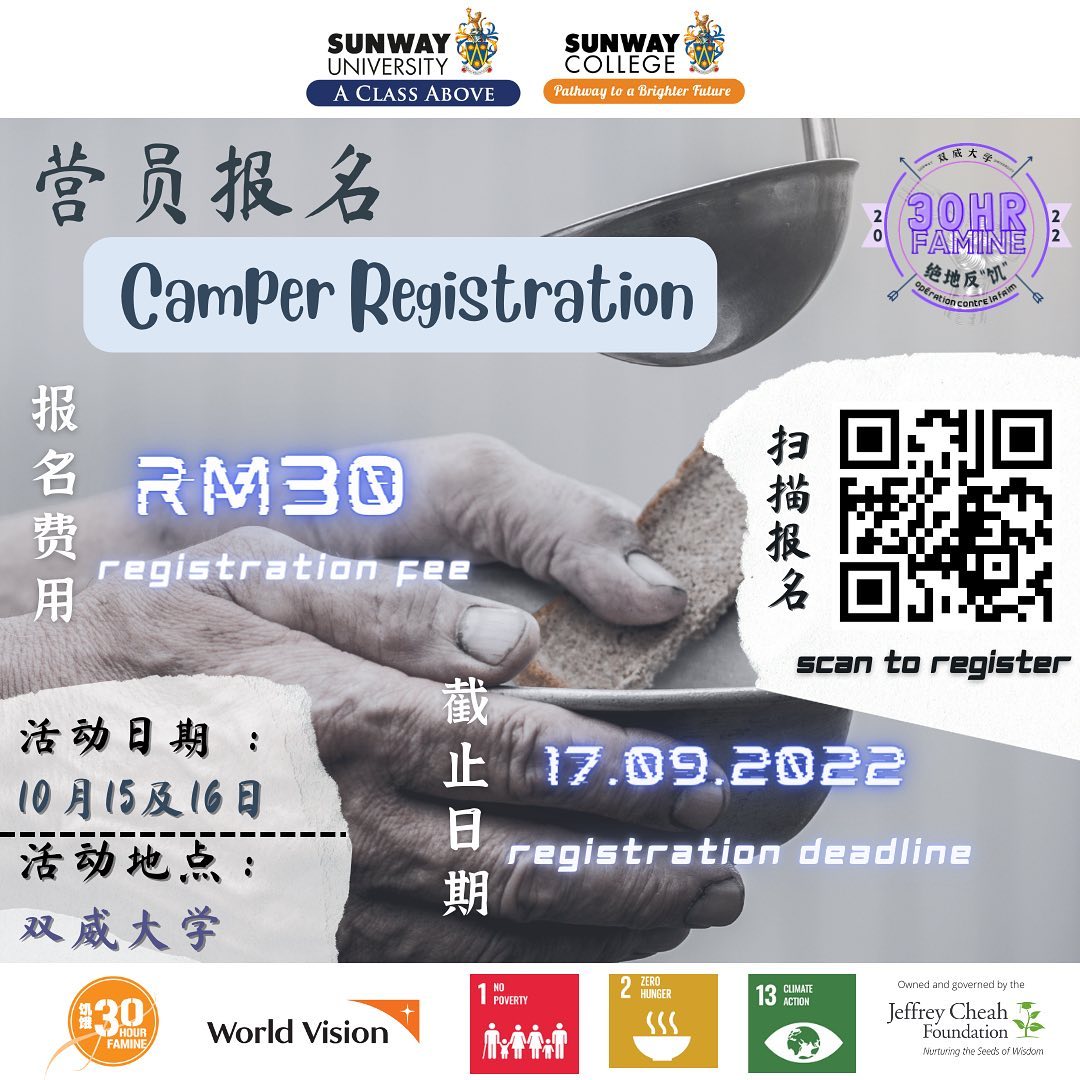 SUNWAY
UNIVERSITY
A CLASS ABOVE
SUNWAY
COLLEGE
Pathway to a Brighter Future
营员报名
Camper Registration
双威大学
20 22
30HR
FAMINE
绝地反“饥”
opération contre la faim
报名费用
RM30
registration fee
扫描报名
scan to register
截止日期
17.09.2022
registration deadline
活动日期：
10月15及16日
活动地点：
双威大学
饥饿30
HOUR
FAMINE
World Vision
1 NO
POVERTY
2 ZERO
HUNGER
13 CLIMATE
ACTION
Owned and governed by the
Jeffrey Cheah
Foundation
Nurturing the Seeds of Wisdom